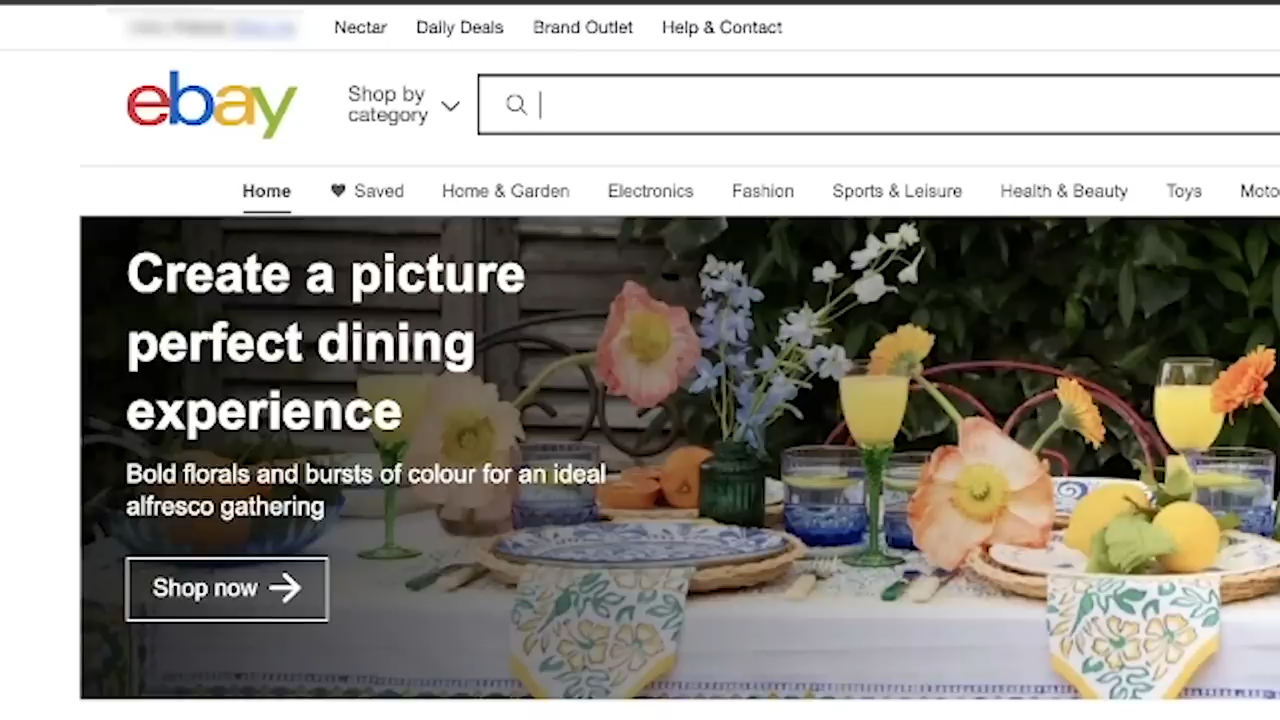 Nectar Daily Deals Brand Outlet Help & Contact
ebay
Shop by
category
Home Saved Home & Garden Electronics Fashion Sports & Leisure Health & Beauty Toys Moto
Create a picture
perfect dining
experience
Bold florals and bursts of colour for an ideal
alfresco gathering
Shop now